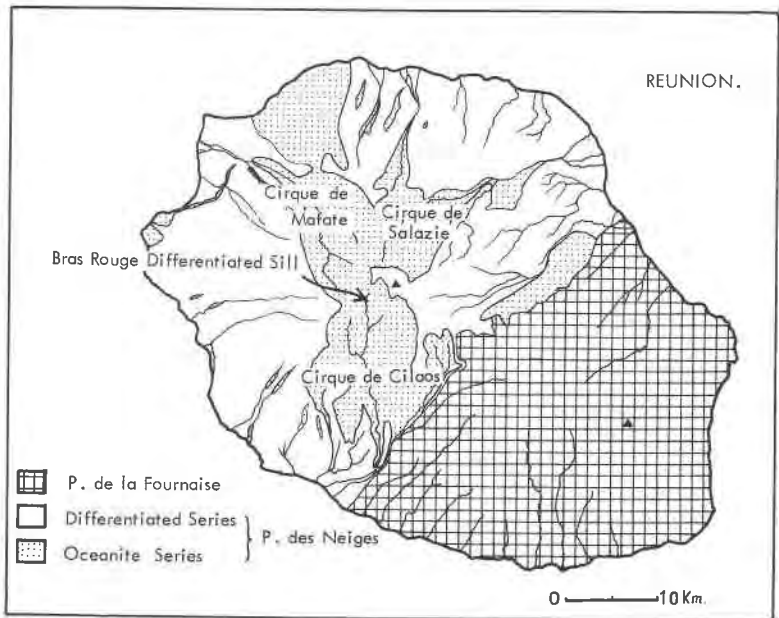 REUNION.
Cirque de
Mafate
Cirque de
Salazie
Bras Rouge Differentiated Sill
Cirque de Cilaos
P. de la Fournaise
Differentiated Series
P. des Neiges
Oceanite Series
0 10 Km.